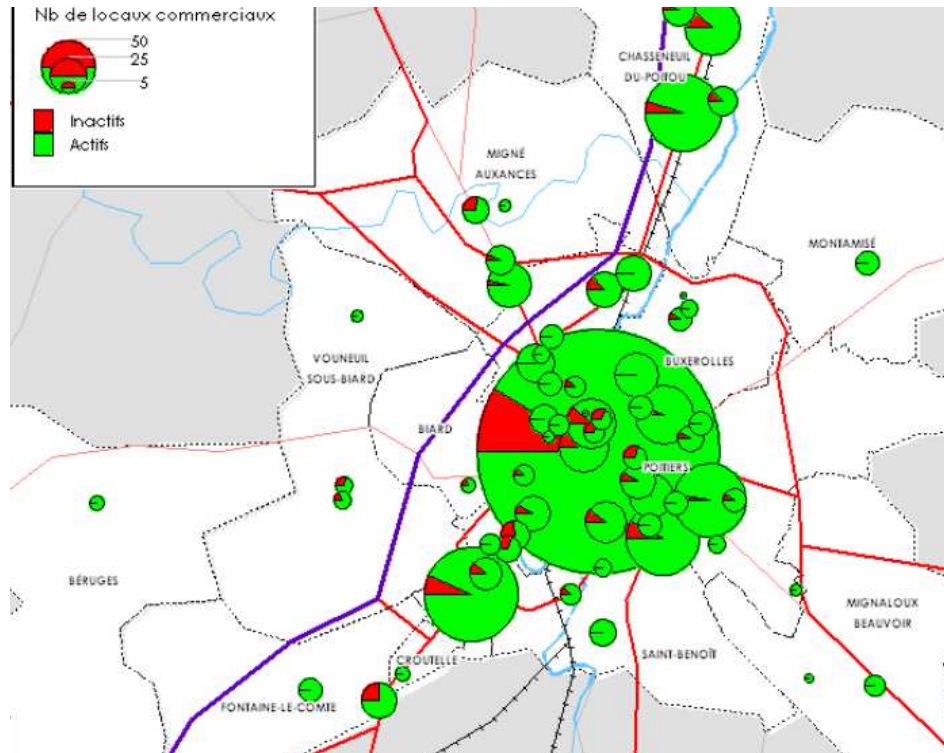 Nb de locaux commerciaux
50
25
5
Inactifs
Actifs
CHASSENEUIL
DU-POITOU
MIGNÉ
AUXANCES
MONTAMISÉ
VOUNEUIL
SOUS-BIARD
BUXEROLLES
BIARD
POITIERS
BÉRUGES
MIGNALOUX
BEAUVOIR
SAINT-BENOÎT
CROUTELLE
FONTAINE-LE-COMTE